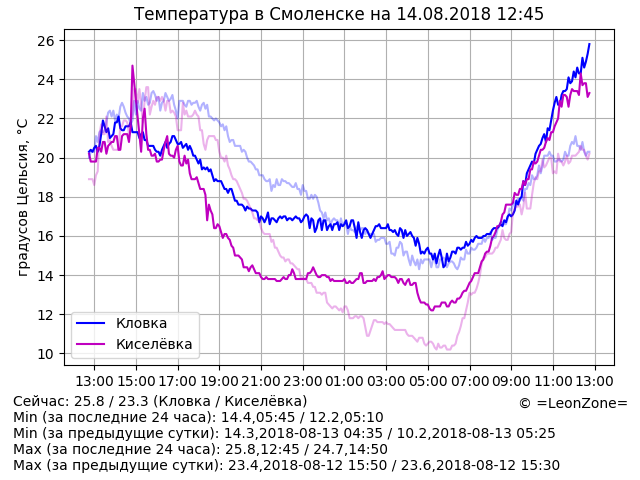 Температура в Смоленске на 14.08.2018 12:45
градусов Цельсия, °C
26
24
22
20
18
16
14
12
10
Кловка
Киселёвка
13:00 15:00 17:00 19:00 21:00 23:00 01:00 03:00 05:00 07:00 09:00 11:00 13:00
Сейчас: 25.8 / 23.3 (Кловка / Киселёвка)
© =LeonZone=
Min (за последние 24 часа): 14.4,05:45 / 12.2,05:10
Min (за предыдущие сутки): 14.3,2018-08-13 04:35 / 10.2,2018-08-13 05:25
Max (за последние 24 часа): 25.8,12:45 / 24.7,14:50
Max (за предыдущие сутки): 23.4,2018-08-12 15:50 / 23.6,2018-08-12 15:30